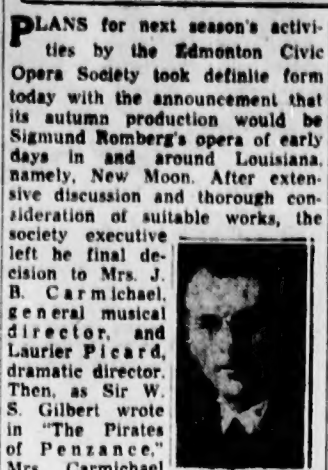 PLANS for next season's activi-
ties by the Edmonton Civic
Opera Society took definite form
today with the announcement that
its autumn production would be
Sigmund Romberg's opera of early
days in and around Louisiana,
namely, New Moon. After exten-
sive discussion and thorough con-
sideration of suitable works, the
society executive
left he final de-
cision to Mrs. J.
B. Carmichael,
general musical
director, and
Laurier Picard,
dramatic director.
Then, as Sir W.
S. Gilbert wrote
in "The Pirates
of Penzance,"
Mrs. Carmichael